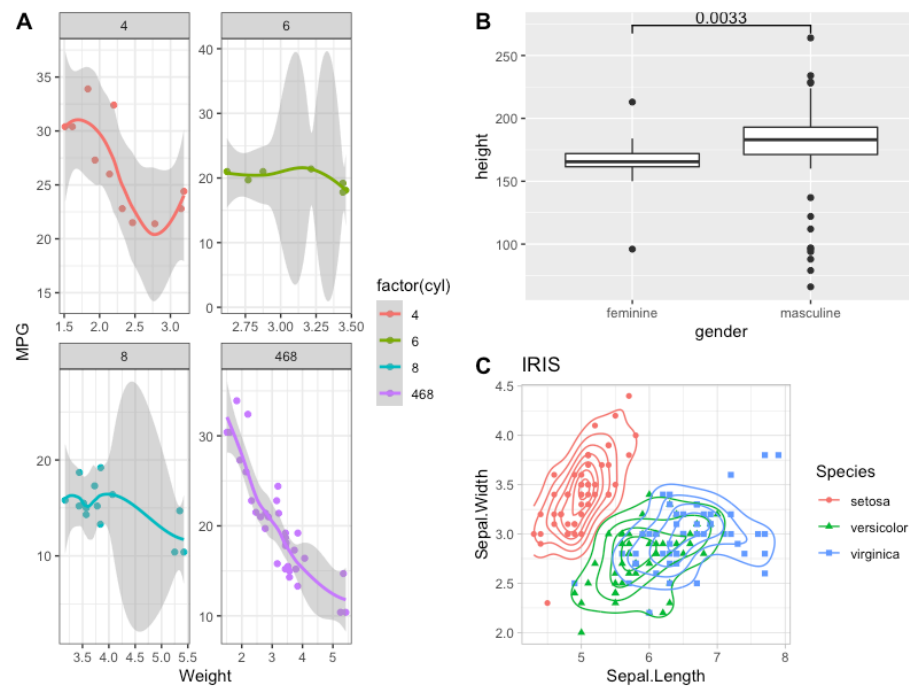 A
4
6
35
30
25
20
15
1.5 2.0 2.5 3.0
40
30
20
10
0
2.75 3.00 3.25 3.50
MPG
8
468
20
10
3.5 4.0 4.5 5.0 5.5
30
20
10
2 3 4 5
Weight
factor(cyl)
4
6
8
468
B
0.0033
250
200
150
100
height
feminine masculine
gender
C IRIS
4.5
4.0
3.5
3.0
2.5
2.0
Sepal.Width
5 6 7 8
Sepal.Length
Species
setosa
versicolor
virginica